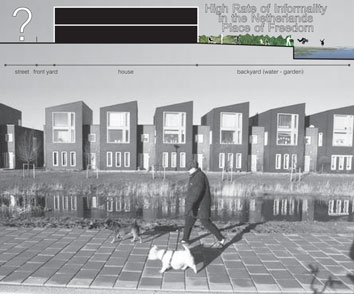 ?
High Rate of Informality
in the Netherlands
Place of Freedom
street front yard house backyard (water - garden)